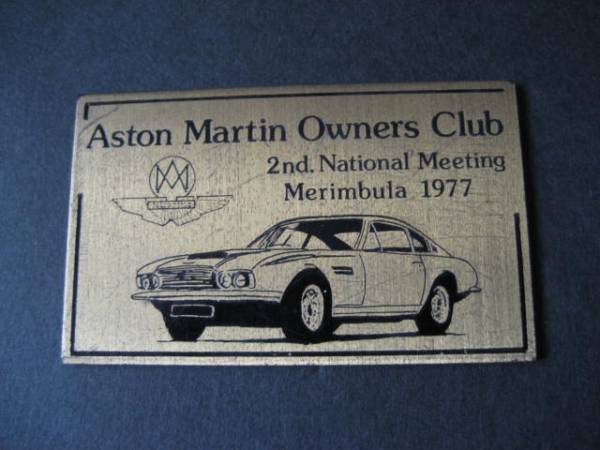 Aston Martin Owners Club
2nd. National Meeting
Merimbula 1977